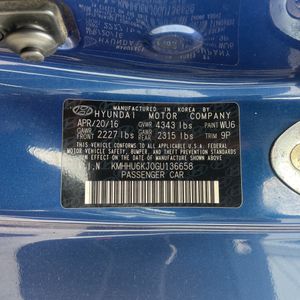 MANUFACTURED IN KOREA BY
HYUNDAI MOTOR COMPANY
APR/20/16 GVWR 4343 lbs PAINT WU6
GAWR FRONT 2227 lbs GAWR REAR 2315 lbs TRIM 9P
THIS VEHICLE CONFORMS TO ALL APPLICABLE
FEDERAL MOTOR VEHICLE SAFETY, BUMPER, AND THEFT
PREVENTION STANDARDS IN EFFECT ON THE DATE OF
MANUFACTURE SHOWN ABOVE.
V.I.N. KMHHU6KJ0GU136658
PASSENGER CAR